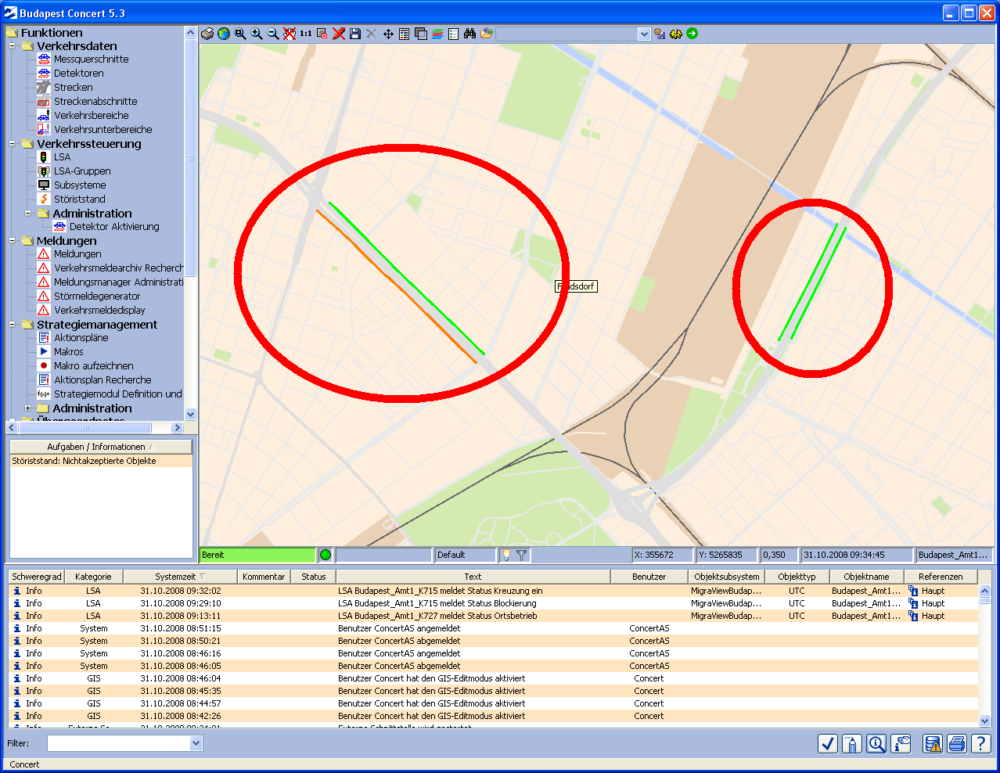 Budapest Concert 5.3
Funktionen
Verkehrsdaten
Messquerschnitte
Detektoren
Strecken
Streckenabschnitte
Verkehrsbereiche
Verkehrsunterbereiche
Verkehrssteuerung
LSA
LSA-Gruppen
Subsysteme
Störiststand
Administration
Detektor Aktivierung
Meldungen
Meldungen
Verkehrsmeldearchiv Recherch
Meldungsmanager Administrati
Störmeldegenerator
Verkehrsmeldedisplay
Strategiemanagement
Aktionspläne
Makros
Makro aufzeichnen
Aktionsplan Recherche
f(x)= Strategiemodul Definition und
Administration
Aufgaben / Informationen
Störiststand: Nichtakzeptierte Objekte
1:1
Bereit
Default
X: 355672
Y: 5265835
0,350
31.10.2008 09:34:45
Budapest_Amt1...
Schweregrad Kategorie Systemzeit Kommentar Status Text Benutzer Objektsubsystem Objekttyp Objektname Referenzen
Info LSA 31.10.2008 09:32:02 LSA Budapest_Amt1_K715 meldet Status Kreuzung ein MigraViewBudap... UTC Budapest_Amt1... Haupt
Info LSA 31.10.2008 09:29:10 LSA Budapest_Amt1_K715 meldet Status Blockierung MigraViewBudap... UTC Budapest_Amt1... Haupt
Info LSA 31.10.2008 09:13:11 LSA Budapest_Amt1_K727 meldet Status Ortsbetrieb MigraViewBudap... UTC Budapest_Amt1... Haupt
Info System 31.10.2008 08:51:15 Benutzer ConcertAS angemeldet ConcertAS
Info System 31.10.2008 08:50:21 Benutzer ConcertAS abgemeldet ConcertAS
Info System 31.10.2008 08:46:16 Benutzer ConcertAS angemeldet ConcertAS
Info System 31.10.2008 08:46:05 Benutzer ConcertAS abgemeldet ConcertAS
Info GIS 31.10.2008 08:46:04 Benutzer Concert hat den GIS-Editmodus aktiviert Concert
Info GIS 31.10.2008 08:45:35 Benutzer Concert hat den GIS-Editmodus aktiviert Concert
Info GIS 31.10.2008 08:44:57 Benutzer Concert hat den GIS-Editmodus aktiviert Concert
Info GIS 31.10.2008 08:42:26 Benutzer Concert hat den GIS-Editmodus aktiviert Concert
Filter:
Concert